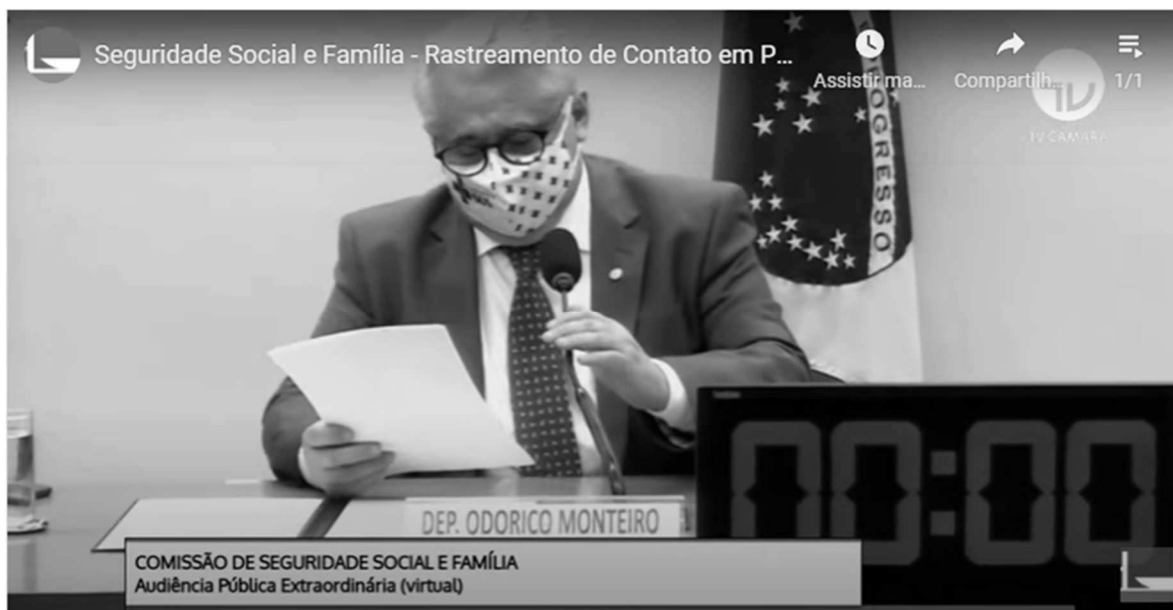 Seguridade Social e Família - Rastreamento de Contato em P...
Assistir ma...
Compartilh...
1/1
TV CÂMARA
OGRESSO
DEP. ODORICO MONTEIRO
00:00
COMISSÃO DE SEGURIDADE SOCIAL E FAMÍLIA
Audiência Pública Extraordinária (virtual)